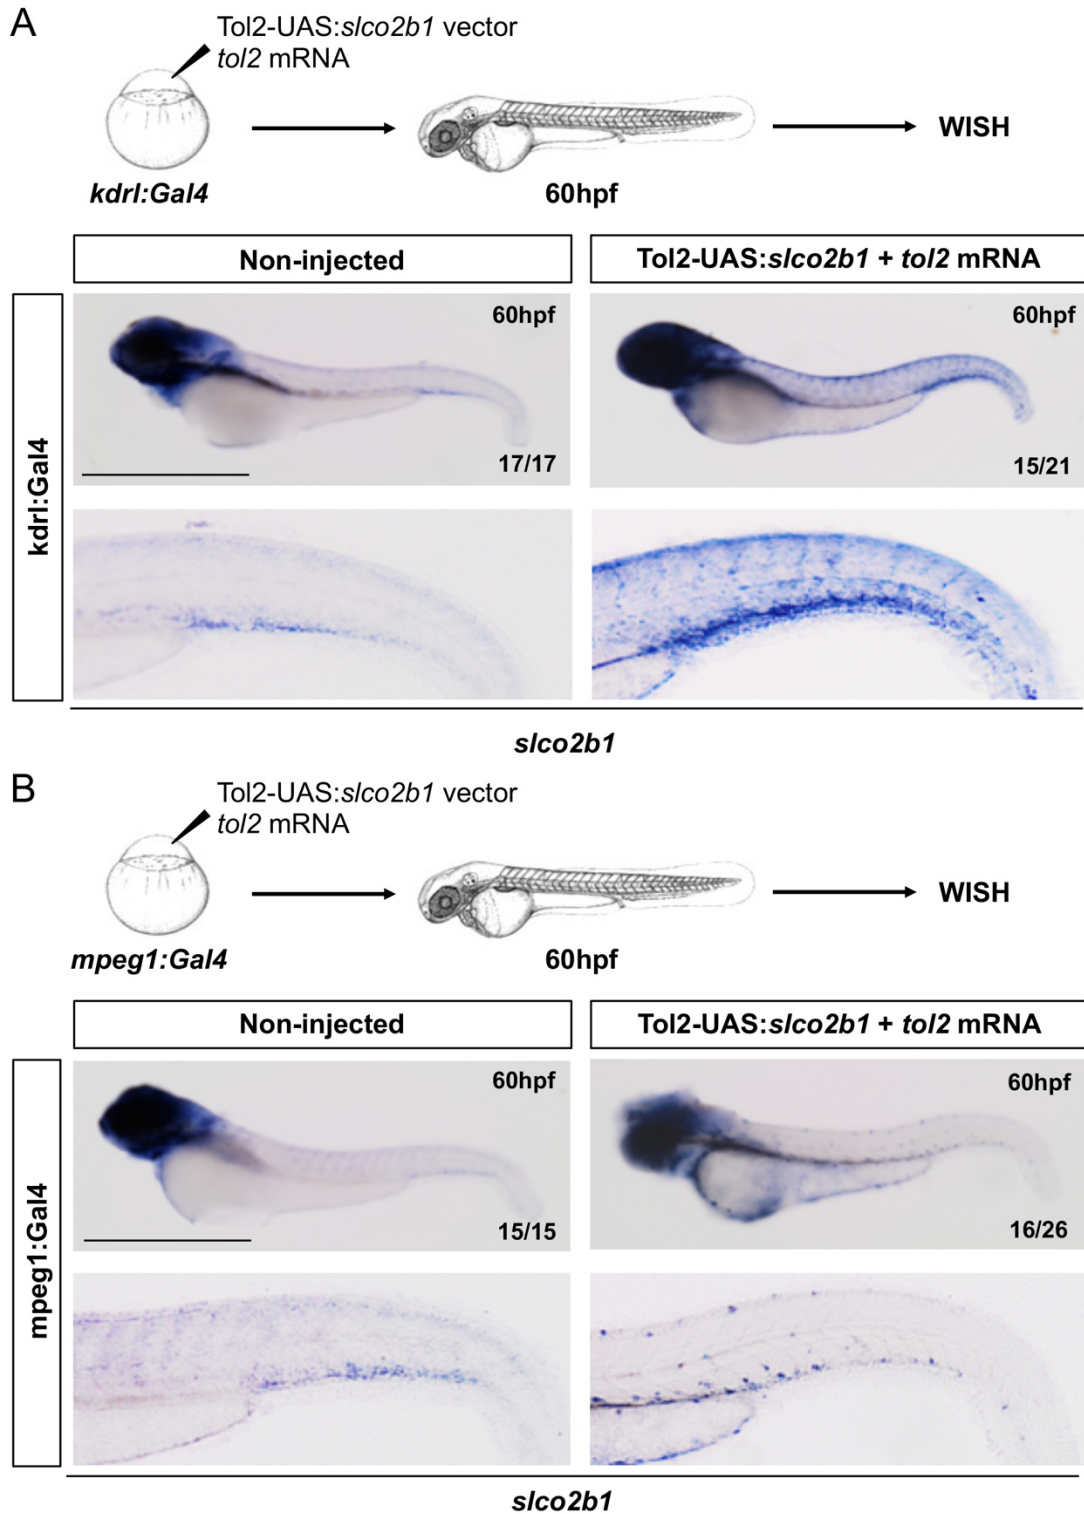 A
Tol2-UAS:slco2b1 vector
tol2 mRNA
WISH
kdrl:Gal4
60hpf
Non-injected
Tol2-UAS:slco2b1 + tol2 mRNA
kdrl:Gal4
60hpf
60hpf
17/17
15/21
slco2b1
B
Tol2-UAS:slco2b1 vector
tol2 mRNA
WISH
mpeg1:Gal4
60hpf
Non-injected
Tol2-UAS:slco2b1 + tol2 mRNA
mpeg1:Gal4
60hpf
60hpf
15/15
16/26
slco2b1